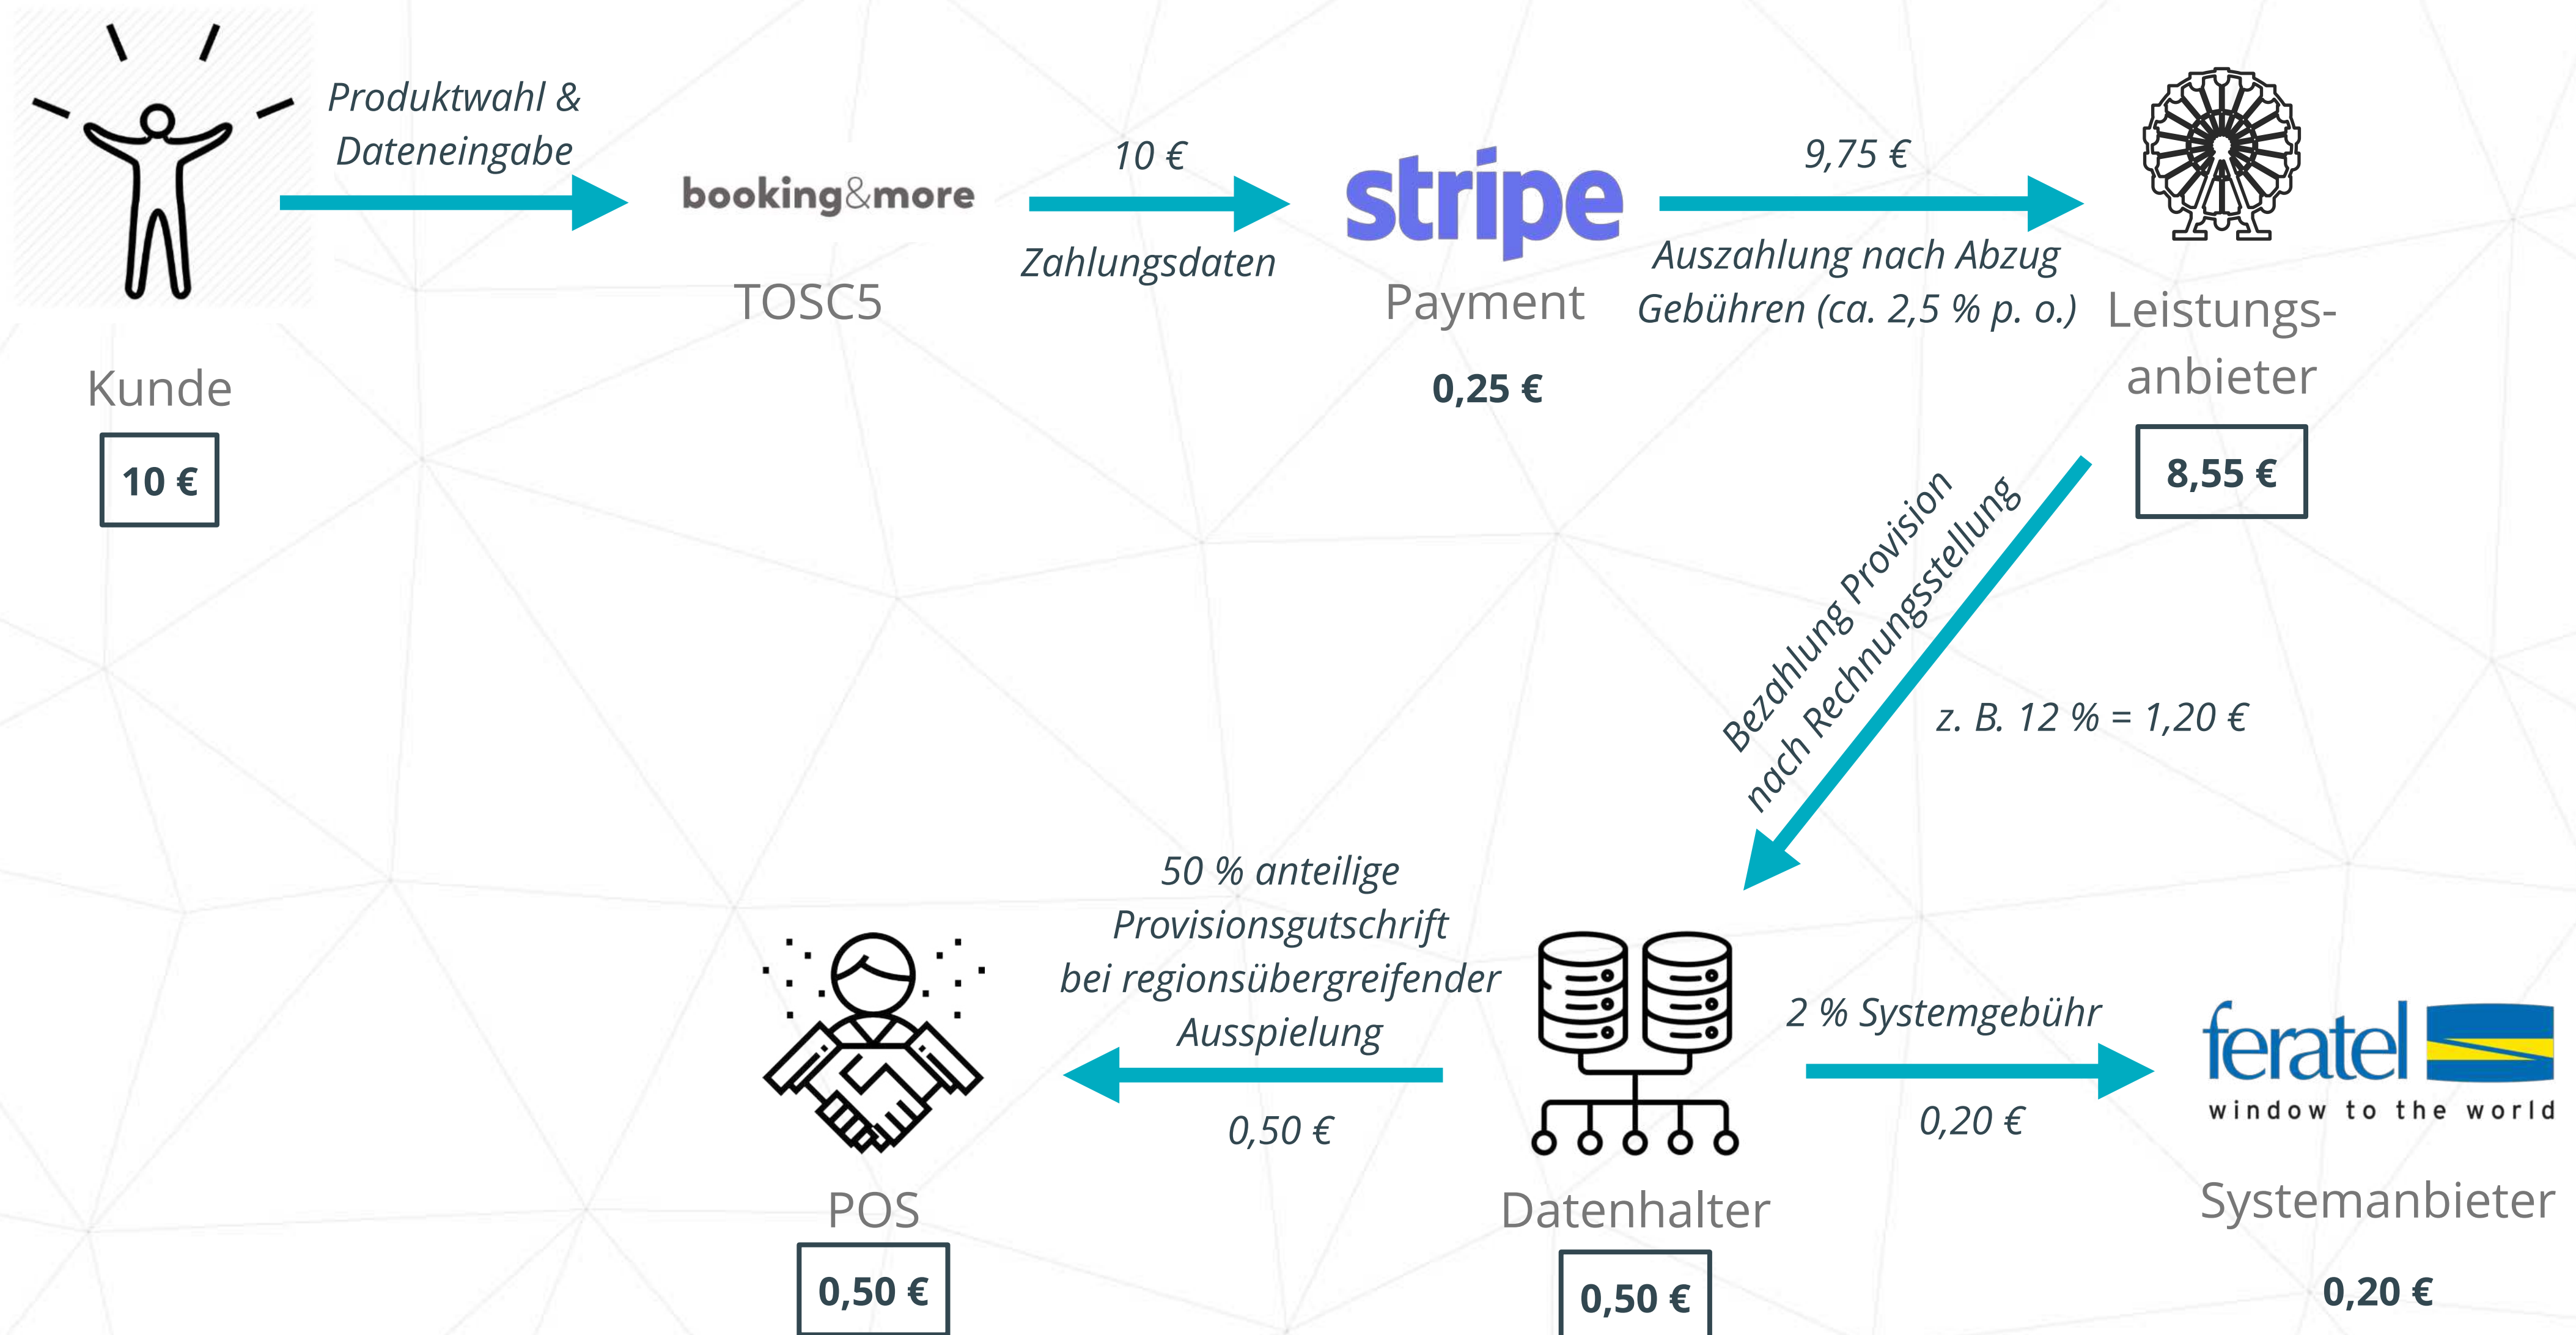 Produktwahl &
Dateneingabe
booking&more
TOSC5
Kunde
10 €
10 €
Zahlungsdaten
stripe
Payment
0,25 €
9,75 €
Auszahlung nach Abzug
Gebühren (ca. 2,5 % p. o.)
Leistungs-
anbieter
8,55 €
Bezahlung Provision
nach Rechnungsstellung
z. B. 12 % = 1,20 €
50 % anteilige
Provisionsgutschrift
bei regionsübergreifender
Ausspielung
0,50 €
POS
0,50 €
Datenhalter
0,50 €
2 % Systemgebühr
0,20 €
feratel
window to the world
Systemanbieter
0,20 €